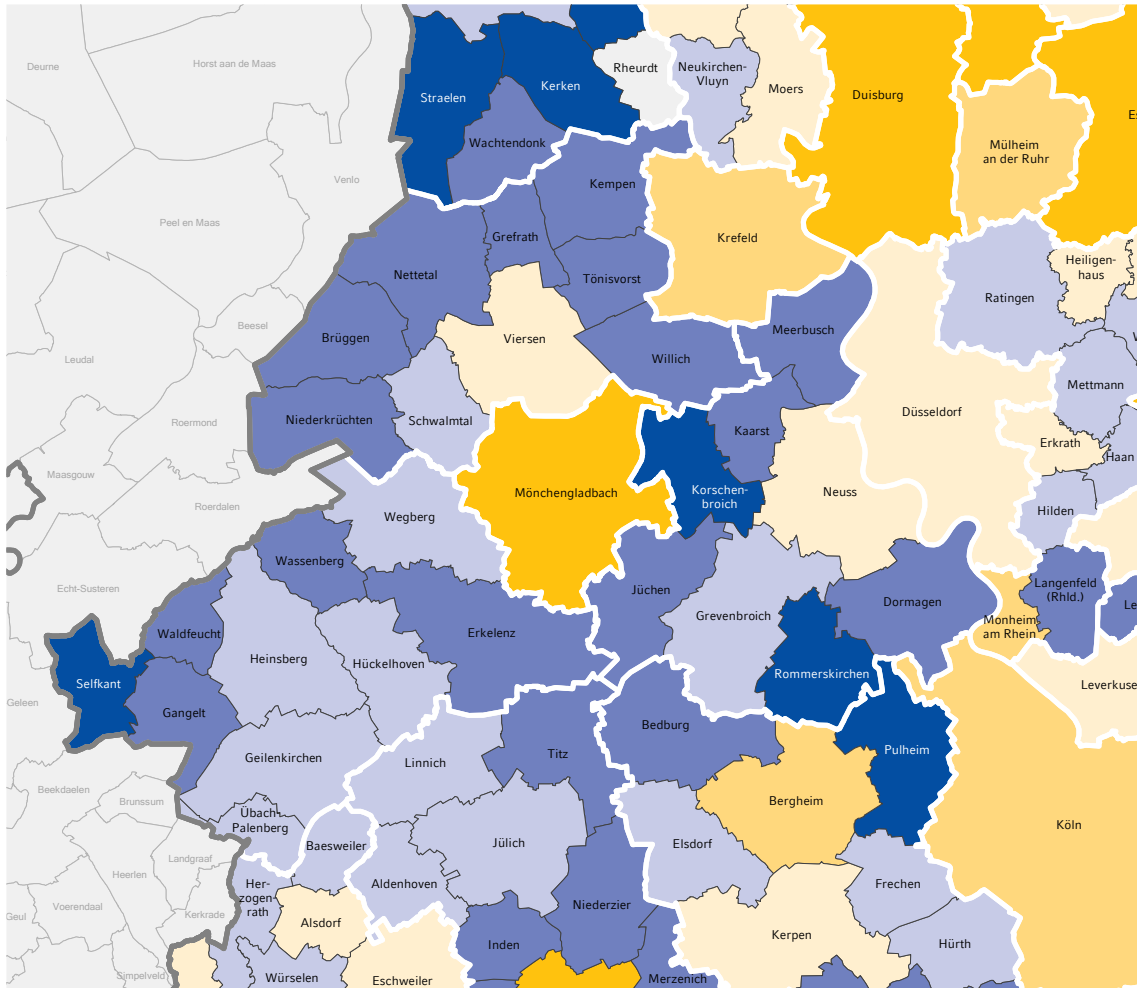 Deurne
Horst aan de Maas
Venlo
Peel en Maas
Beesel
Leudal
Roermond
Maasgouw
Roerdalen
Echt-Susteren
Geleen
Beekdaelen
Brunssum
Landgraaf
Heerlen
Voerendaal
Kerkrade
Geul
Simpelveld
Straelen
Kerken
Rheurdt
Neukirchen-
Vluyn
Moers
Duisburg
Es
Mülheim
an der Ruhr
Wachtendonk
Kempen
Krefeld
Grefrath
Nettetal
Tönisvorst
Heiligen-
haus
Ratingen
Brüggen
Viersen
Willich
Meerbusch
Mettmann
Niederkrüchten
Schwalmtal
Kaarst
Düsseldorf
Erkrath
Haan
Mönchengladbach
Korschen-
broich
Neuss
Hilden
Wegberg
Wassenberg
Jüchen
Grevenbroich
Dormagen
Langenfeld
(Rhld.)
Le
Monheim
am Rhein
Waldfeucht
Heinsberg
Hückelhoven
Erkelenz
Rommerskirchen
Leverkuse
Selfkant
Gangelt
Geilenkirchen
Linnich
Titz
Bedburg
Pulheim
Bergheim
Köln
Übach-
Palenberg
Baesweiler
Jülich
Elsdorf
Her-
zogen-
rath
Aldenhoven
Frechen
Alsdorf
Niederzier
Inden
Kerpen
Hürth
Würselen
Eschweiler
Merzenich